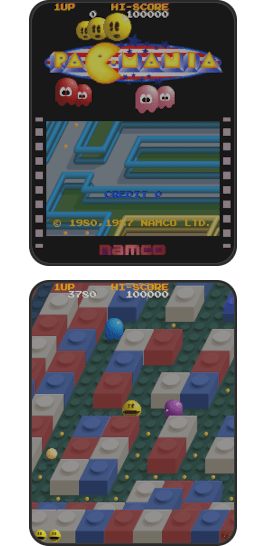 1UP HI-SCORE
0 100000
PAC-MANIA
CREDIT 0
© 1980,1987 NAMCO LTD.
namco
1UP HI-SCORE
3780 100000